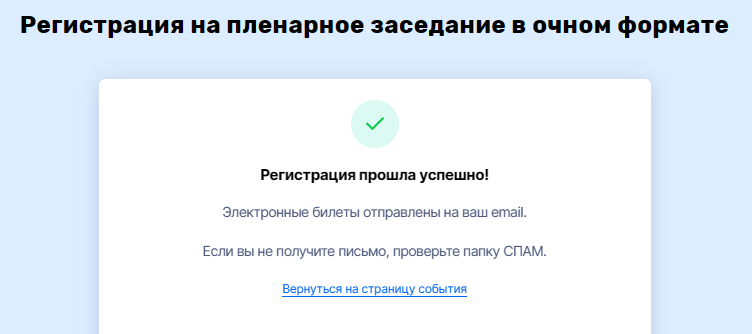 Регистрация на пленарное заседание в очном формате
Регистрация прошла успешно!
Электронные билеты отправлены на ваш email.
Если вы не получите письмо, проверьте папку СПАМ.
Вернуться на страницу события